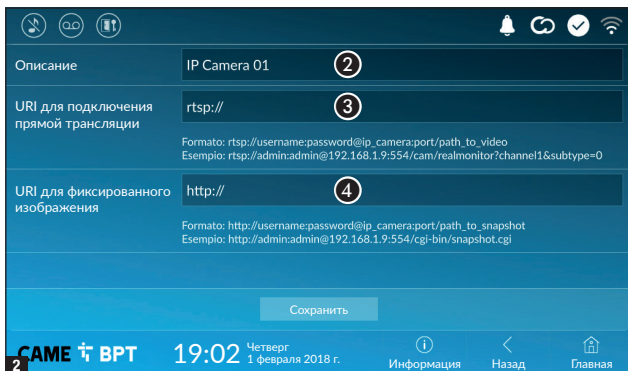 Описание
IP Camera 01
2
URI для подключения
прямой трансляции
rtsp://
3
Formato: rtsp://username:password@ip_camera:port/path_to_video
Esempio: rtsp://admin:admin@192.168.1.9:554/cam/realmonitor?channel1&subtype=0
URI для фиксированного
изображения
http://
4
Formato: http://username:password@ip_camera:port/path_to_snapshot
Esempio: http://admin:admin@192.168.1.9:554/cgi-bin/snapshot.cgi
Сохранить
CAME BPT
19:02
Четверг
1 февраля 2018 г.
Информация
Назад
Главная
2